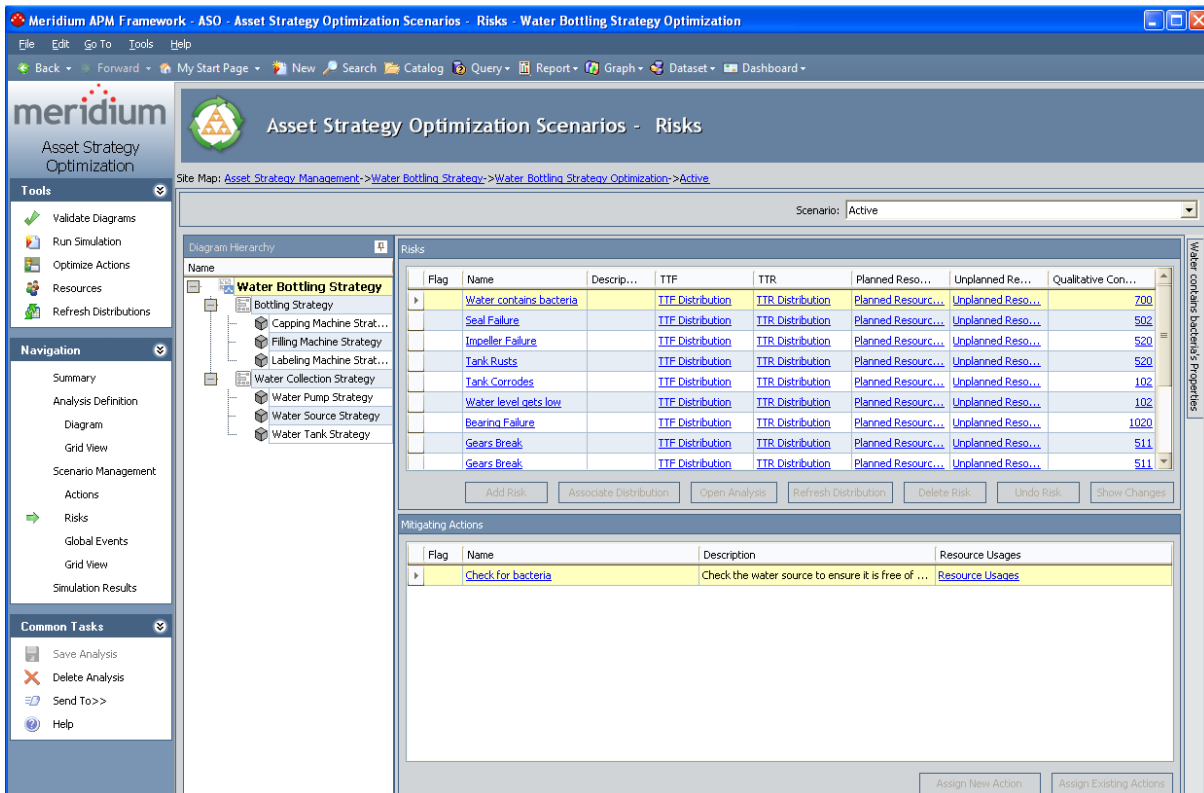 Meridium APM Framework - ASO - Asset Strategy Optimization Scenarios - Risks - Water Bottling Strategy Optimization
File Edit Go To Tools Help
Back Forward My Start Page New Search Catalog Query Report Graph Dataset Dashboard
meridium
Asset Strategy
Optimization
Asset Strategy Optimization Scenarios - Risks
Site Map: Asset Strategy Management->Water Bottling Strategy->Water Bottling Strategy Optimization->Active
Scenario: Active
Tools
Validate Diagrams
Run Simulation
Optimize Actions
Resources
Refresh Distributions
Navigation
Summary
Analysis Definition
Diagram
Grid View
Scenario Management
Actions
Risks
Global Events
Grid View
Simulation Results
Common Tasks
Save Analysis
Delete Analysis
Send To>>
Help
Diagram Hierarchy
Name
Water Bottling Strategy
Bottling Strategy
Capping Machine Strat...
Filling Machine Strategy
Labeling Machine Strat...
Water Collection Strategy
Water Pump Strategy
Water Source Strategy
Water Tank Strategy
Risks
Flag Name Descrip... TTF TTR Planned Reso... Unplanned Re... Qualitative Con...
Water contains bacteria TTF Distribution TTR Distribution Planned Resourc... Unplanned Reso... 700
Seal Failure TTF Distribution TTR Distribution Planned Resourc... Unplanned Reso... 502
Impeller Failure TTF Distribution TTR Distribution Planned Resourc... Unplanned Reso... 520
Tank Rusts TTF Distribution TTR Distribution Planned Resourc... Unplanned Reso... 520
Tank Corrodes TTF Distribution TTR Distribution Planned Resourc... Unplanned Reso... 102
Water level gets low TTF Distribution TTR Distribution Planned Resourc... Unplanned Reso... 102
Bearing Failure TTF Distribution TTR Distribution Planned Resourc... Unplanned Reso... 1020
Gears Break TTF Distribution TTR Distribution Planned Resourc... Unplanned Reso... 511
Gears Break TTF Distribution TTR Distribution Planned Resourc... Unplanned Reso... 511
Add Risk Associate Distribution Open Analysis Refresh Distribution Delete Risk Undo Risk Show Changes
Mitigating Actions
Flag Name Description Resource Usages
Check for bacteria Check the water source to ensure it is free of ... Resource Usages
Assign New Action Assign Existing Actions
Water contains bacteria's Properties